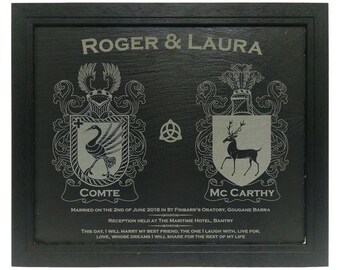 ROGER & LAURA
COMTE
MC CARTHY
MARRIED ON THE 2ND OF JUNE 2016 IN ST FINBARR'S ORATORY, GOUGANE BARRA
RECEPTION HELD AT THE MARITIME HOTEL, BANTRY
THIS DAY, I WILL MARRY MY BEST FRIEND, THE ONE I LAUGH WITH, LIVE FOR,
LOVE, WHOSE DREAMS I WILL SHARE FOR THE REST OF MY LIFE